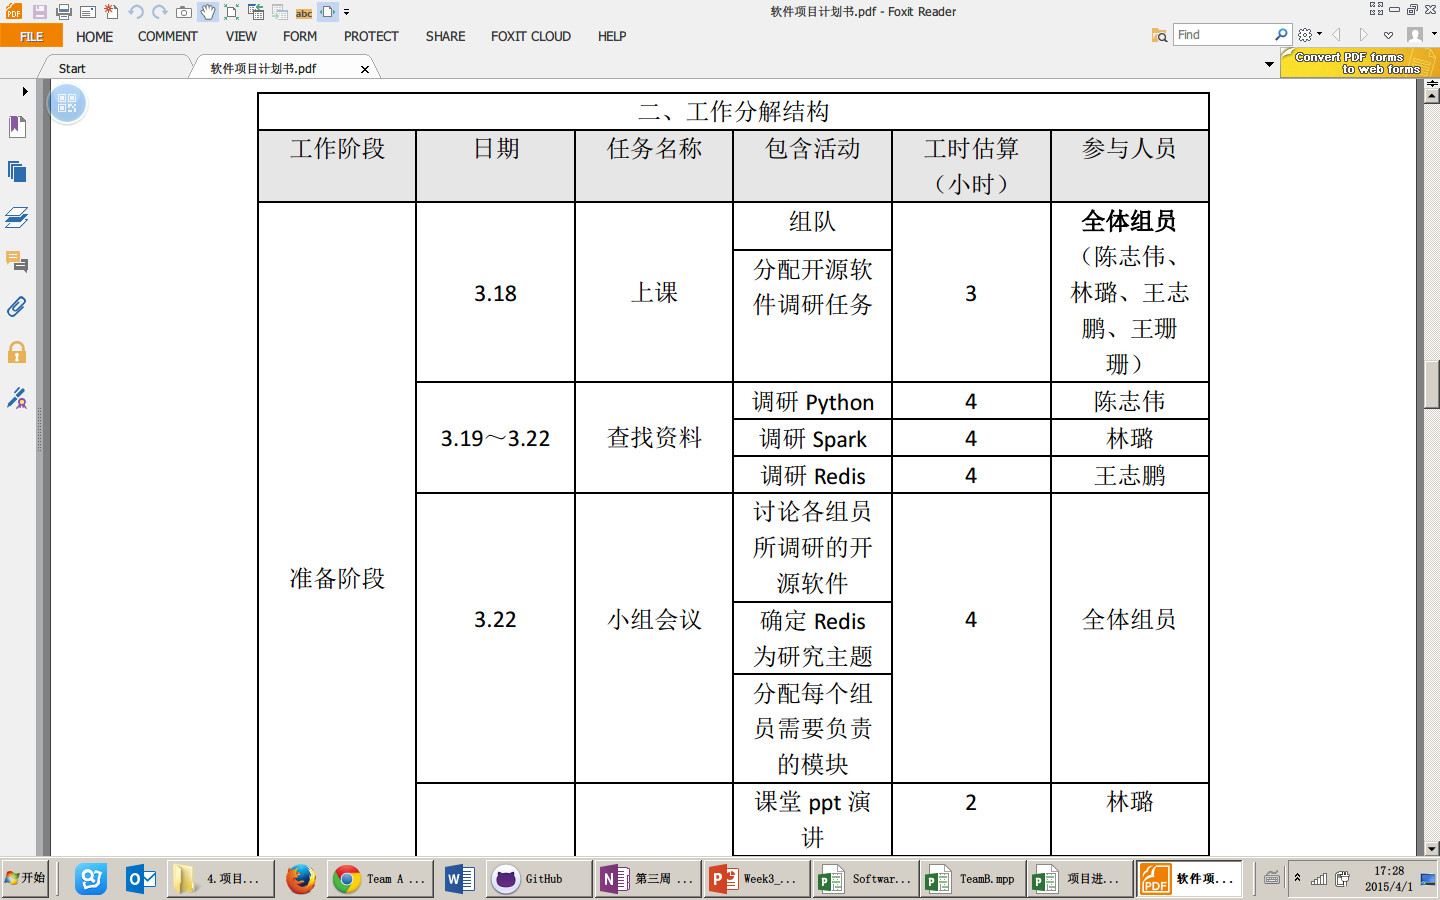 软件项目计划书.pdf - Foxit Reader
FILE HOME COMMENT VIEW FORM PROTECT SHARE FOXIT CLOUD HELP
Find
Start
软件项目计划书.pdf
Convert PDF forms
to web forms
二、工作分解结构
工作阶段 日期 任务名称 包含活动 工时估算 参与人员
（小时）
准备阶段
3.18
上课
组队
分配开源软
件调研任务
3
全体组员
（陈志伟、
林璐、王志
鹏、王珊
珊）
3.19～3.22
查找资料
调研 Python 4 陈志伟
调研 Spark 4 林璐
调研 Redis 4 王志鹏
3.22
小组会议
讨论各组员
所调研的开
源软件
确定 Redis
为研究主题
分配每个组
员需要负责
的模块
4
全体组员
课堂 ppt 演
讲
2
林璐
开始
4.项目...
Team A ...
GitHub
第三周 ...
Week3_...
Softwar...
TeamB.mpp
项目进...
软件项...
17:28
2015/4/1